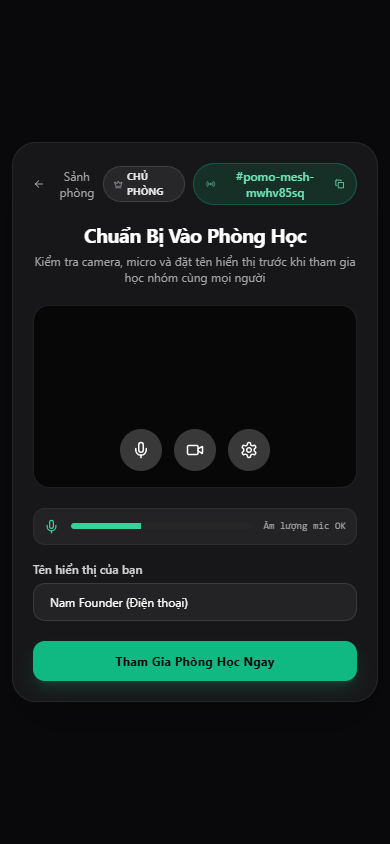 Sảnh
phòng
CHỦ
PHÒNG
#pomo-mesh-
mwhv85sq
Chuẩn Bị Vào Phòng Học
Kiểm tra camera, micro và đặt tên hiển thị trước khi tham gia
học nhóm cùng mọi người
Âm lượng mic OK
Tên hiển thị của bạn
Nam Founder (Điện thoại)
Tham Gia Phòng Học Ngay